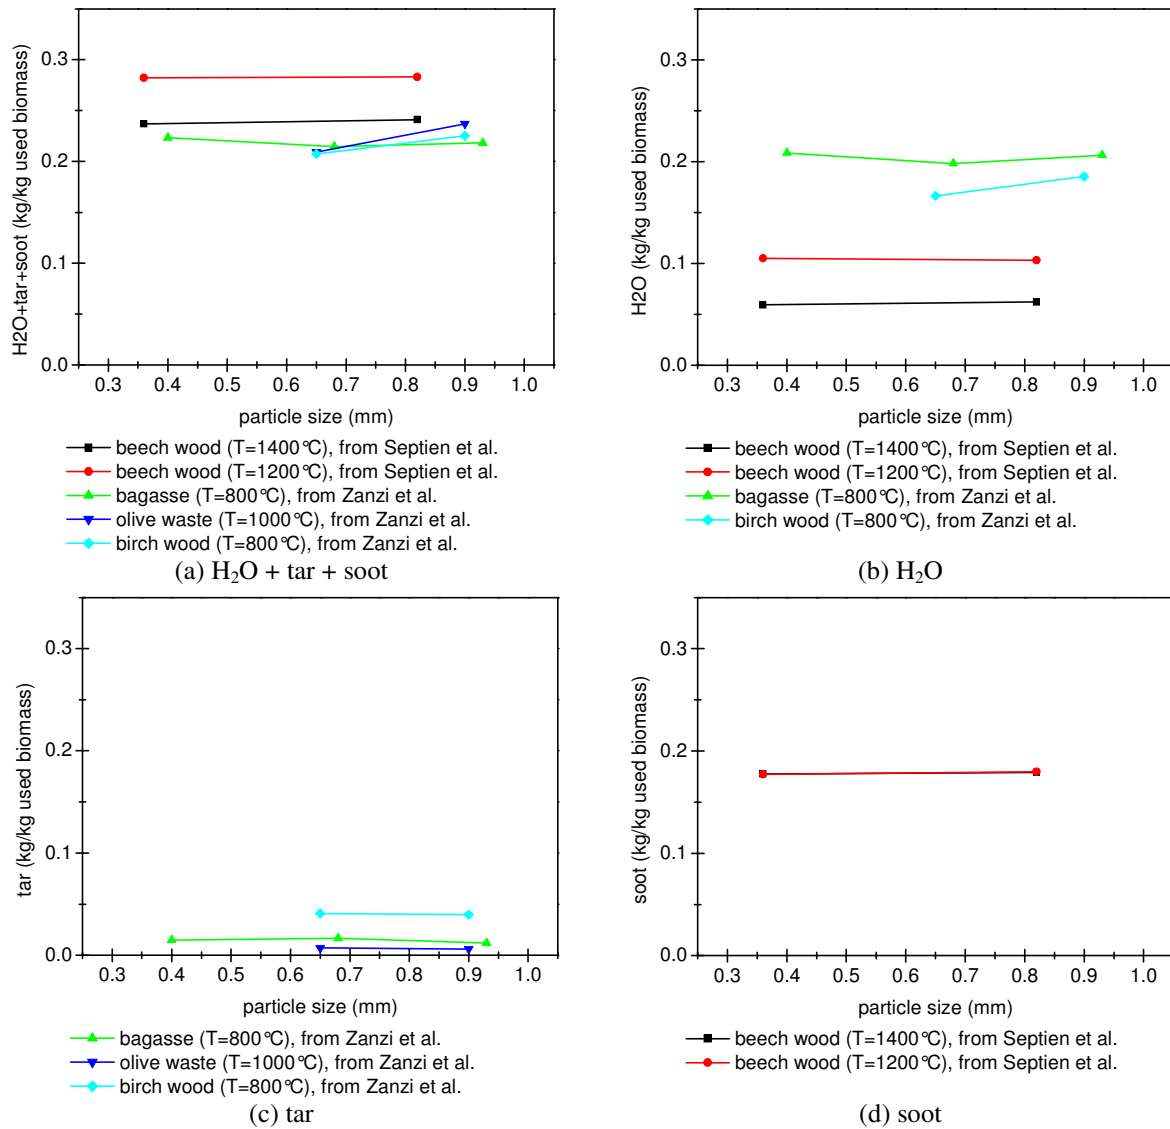 H2O+tar+soot (kg/kg used biomass)
0.3
0.2
0.1
0.0
0.3 0.4 0.5 0.6 0.7 0.8 0.9 1.0
particle size (mm)
beech wood (T=1400°C), from Septien et al.
beech wood (T=1200°C), from Septien et al.
bagasse (T=800°C), from Zanzi et al.
olive waste (T=1000°C), from Zanzi et al.
birch wood (T=800°C), from Zanzi et al.
(a) H₂O + tar + soot
H2O (kg/kg used biomass)
0.3
0.2
0.1
0.0
0.3 0.4 0.5 0.6 0.7 0.8 0.9 1.0
particle size (mm)
beech wood (T=1400°C), from Septien et al.
beech wood (T=1200°C), from Septien et al.
bagasse (T=800°C), from Zanzi et al.
birch wood (T=800°C), from Zanzi et al.
(b) H₂O
tar (kg/kg used biomass)
0.3
0.2
0.1
0.0
0.3 0.4 0.5 0.6 0.7 0.8 0.9 1.0
particle size (mm)
bagasse (T=800°C), from Zanzi et al.
olive waste (T=1000°C), from Zanzi et al.
birch wood (T=800°C), from Zanzi et al.
(c) tar
soot (kg/kg used biomass)
0.3
0.2
0.1
0.0
0.3 0.4 0.5 0.6 0.7 0.8 0.9 1.0
particle size (mm)
beech wood (T=1400°C), from Septien et al.
beech wood (T=1200°C), from Septien et al.
(d) soot